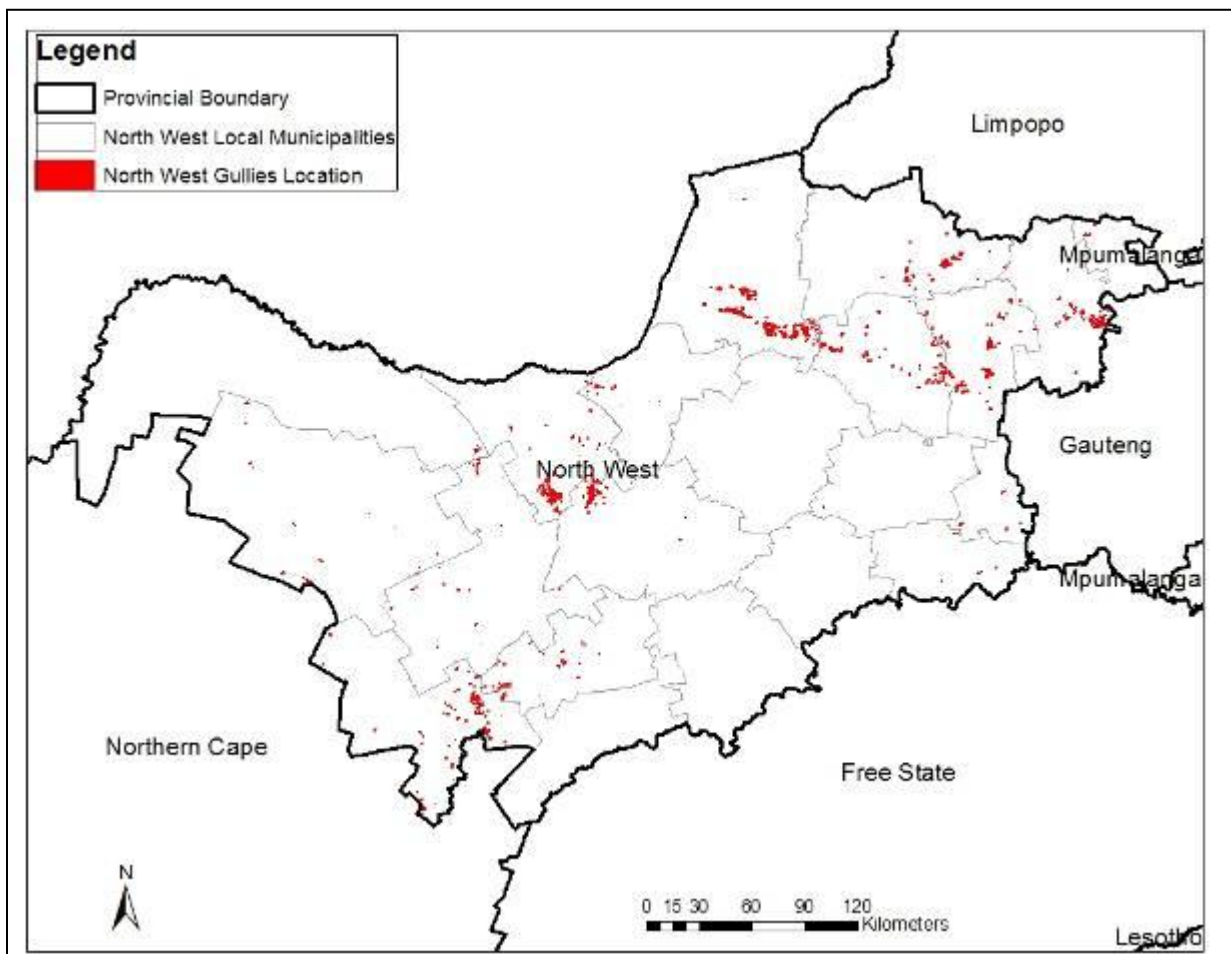 Legend
Provincial Boundary
North West Local Municipalities
North West Gullies Location
Limpopo
Mpumalanga
Gauteng
North West
Mpumalanga
Northern Cape
Free State
N
0 15 30 60 90 120
Kilometers
Lesotho